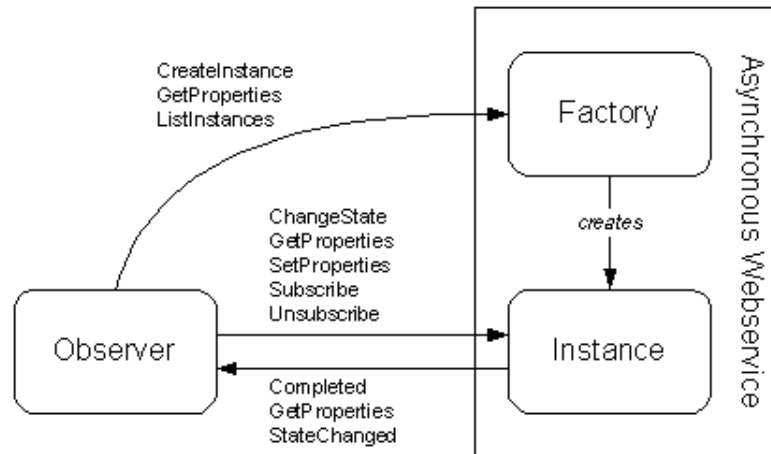 CreateInstance
GetProperties
ListInstances
Factory
Asynchronous Webservice
creates
ChangeState
GetProperties
SetProperties
Subscribe
Unsubscribe
Observer
Instance
Completed
GetProperties
StateChanged